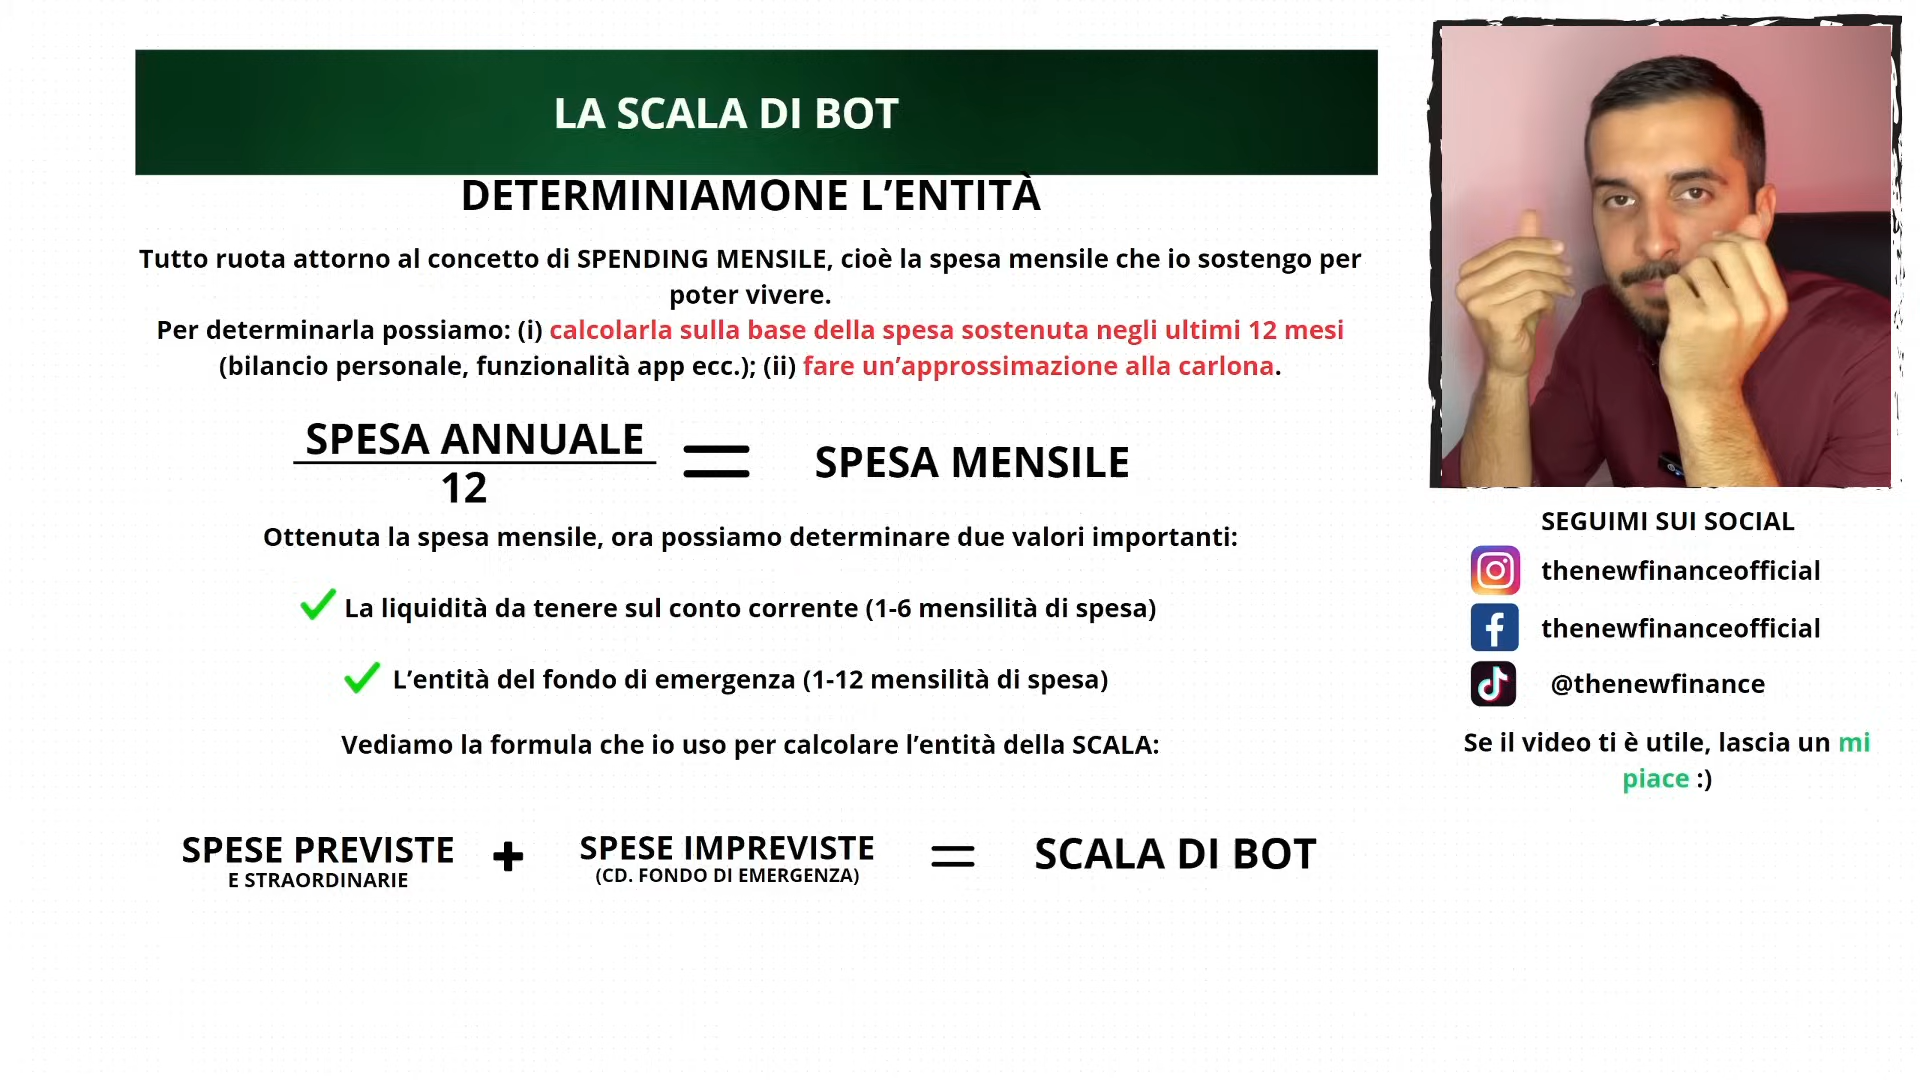 LA SCALA DI BOT
DETERMINIAMONE L’ENTITÀ
Tutto ruota attorno al concetto di SPENDING MENSILE, cioè la spesa mensile che io sostengo per
poter vivere.
Per determinarla possiamo: (i) calcolarla sulla base della spesa sostenuta negli ultimi 12 mesi
(bilancio personale, funzionalità app ecc.); (ii) fare un’approssimazione alla carlona.
SPESA ANNUALE
12
=
SPESA MENSILE
Ottenuta la spesa mensile, ora possiamo determinare due valori importanti:
La liquidità da tenere sul conto corrente (1-6 mensilità di spesa)
L’entità del fondo di emergenza (1-12 mensilità di spesa)
Vediamo la formula che io uso per calcolare l’entità della SCALA:
SPESE PREVISTE
E STRAORDINARIE
+
SPESE IMPREVISTE
(CD. FONDO DI EMERGENZA)
=
SCALA DI BOT
SEGUIMI SUI SOCIAL
thenewfinanceofficial
thenewfinanceofficial
@thenewfinance
Se il video ti è utile, lascia un mi
piace :)